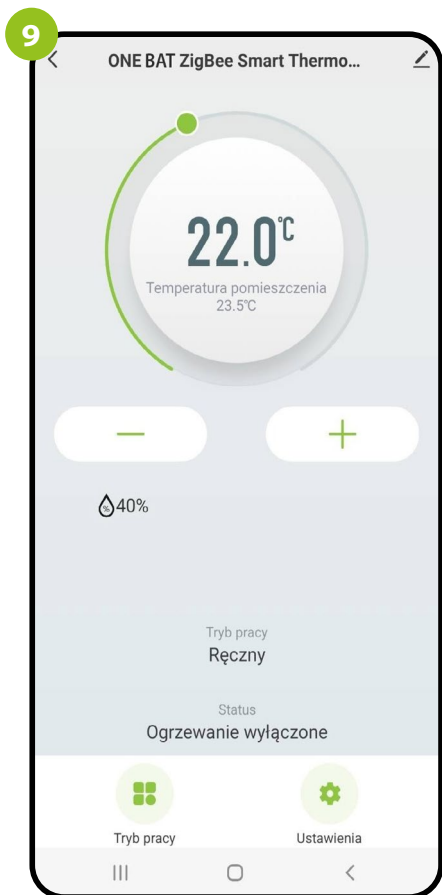 9
ONE BAT ZigBee Smart Thermo...
22.0°C
Temperatura pomieszczenia
23.5°C
%
40%
Tryb pracy
Ręczny
Status
Ogrzewanie wyłączone
Tryb pracy
Ustawienia